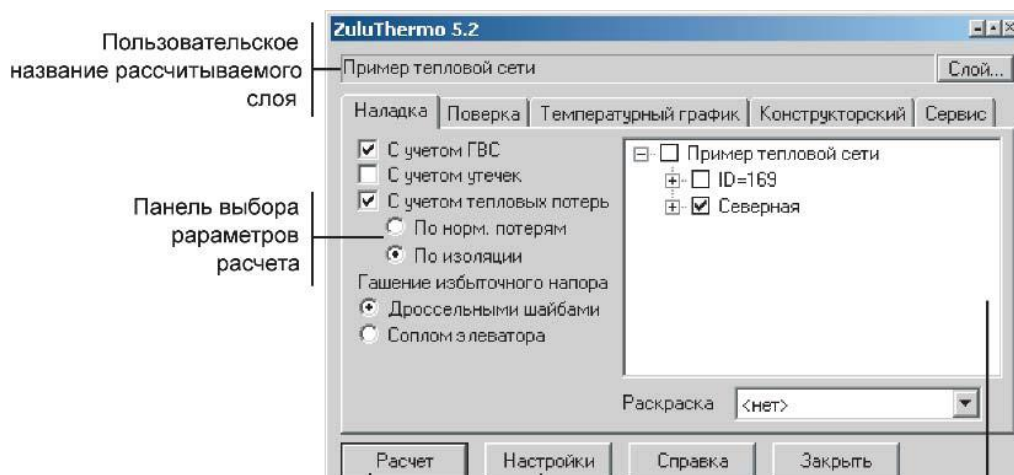 ZuluThermo 5.2
Пользовательское
название рассчитываемого
слоя
Пример тепловой сети
Слой...
Наладка
Поверка
Температурный график
Конструкторский
Сервис
С учетом ГВС
С учетом утечек
С учетом тепловых потерь
По норм. потерям
По изоляции
Гашение избыточного напора
Дроссельными шайбами
Соплом элеватора
Панель выбора
рараметров
расчета
Пример тепловой сети
ID=169
Северная
Раскраска
<нет>
Расчет
Настройки
Справка
Закрыть